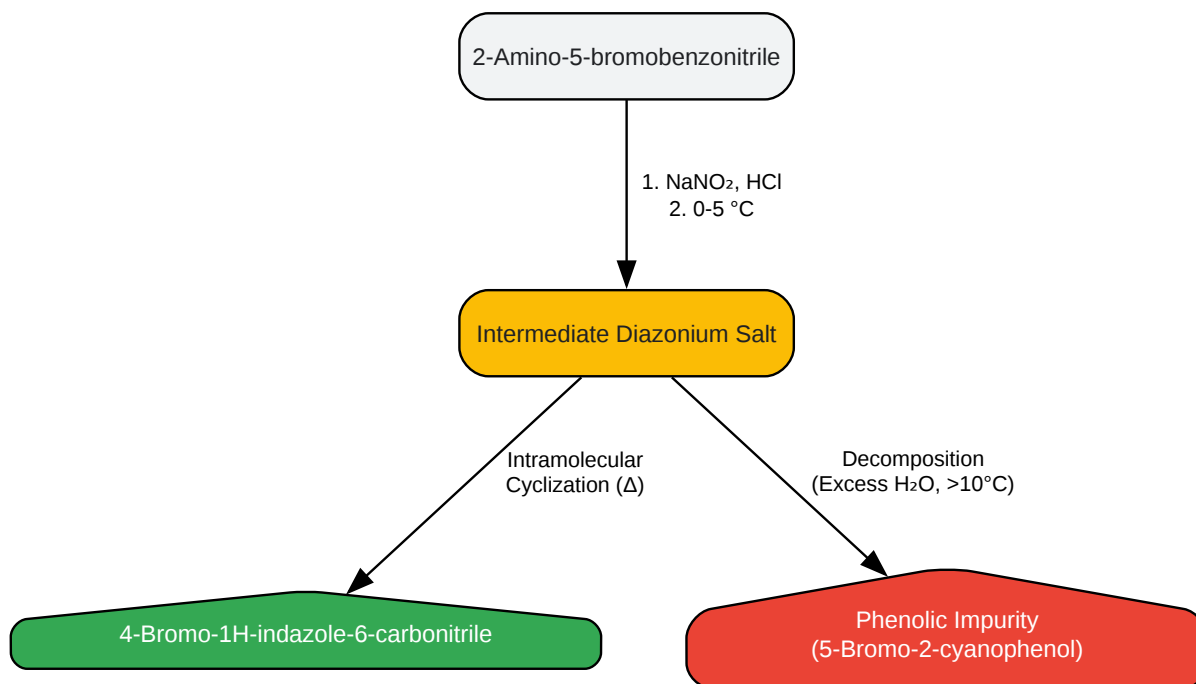 2-Amino-5-bromobenzonitrile
1. NaNO₂, HCl
2. 0-5 °C
Intermediate Diazonium Salt
Intramolecular
Cyclization (Δ)
Decomposition
(Excess H₂O, >10°C)
4-Bromo-1H-indazole-6-carbonitrile
Phenolic Impurity
(5-Bromo-2-cyanophenol)